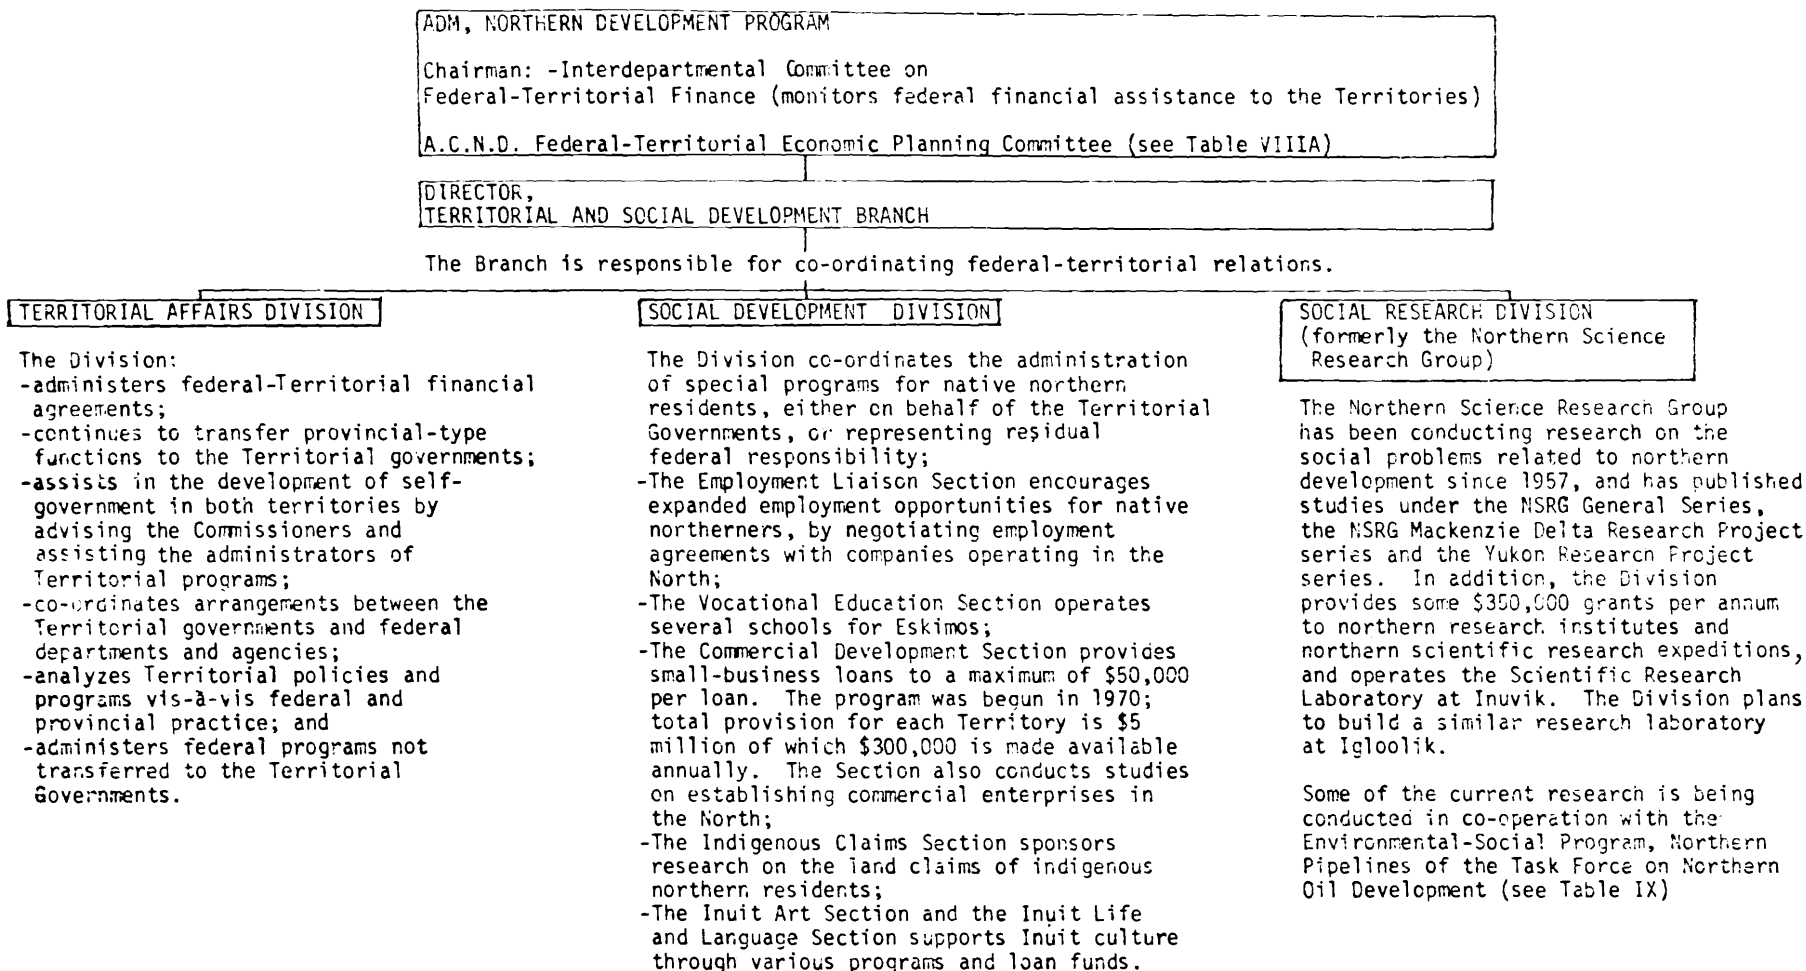 ADM, NORTHERN DEVELOPMENT PROGRAM
Chairman: -Interdepartmental Committee on
Federal-Territorial Finance (monitors federal financial assistance to the Territories)
A.C.N.D. Federal-Territorial Economic Planning Committee (see Table VIIIA)
DIRECTOR,
TERRITORIAL AND SOCIAL DEVELOPMENT BRANCH
The Branch is responsible for co-ordinating federal-territorial relations.
TERRITORIAL AFFAIRS DIVISION
The Division:
-administers federal-Territorial financial
agreements;
-continues to transfer provincial-type
functions to the Territorial governments;
-assists in the development of self-
government in both territories by
advising the Commissioners and
assisting the administrators of
Territorial programs;
-co-ordinates arrangements between the
Territorial governments and federal
departments and agencies;
-analyzes Territorial policies and
programs vis-à-vis federal and
provincial practice; and
-administers federal programs not
transferred to the Territorial
Governments.
SOCIAL DEVELOPMENT DIVISION
The Division co-ordinates the administration
of special programs for native northern
residents, either on behalf of the Territorial
Governments, or representing residual
federal responsibility;
-The Employment Liaison Section encourages
expanded employment opportunities for native
northerners, by negotiating employment
agreements with companies operating in the
North;
-The Vocational Education Section operates
several schools for Eskimos;
-The Commercial Development Section provides
small-business loans to a maximum of $50,000
per loan. The program was begun in 1970;
total provision for each Territory is $5
million of which $300,000 is made available
annually. The Section also conducts studies
on establishing commercial enterprises in
the North;
-The Indigenous Claims Section sponsors
research on the land claims of indigenous
northern residents;
-The Inuit Art Section and the Inuit Life
and Language Section supports Inuit culture
through various programs and loan funds.
SOCIAL RESEARCH DIVISION
(formerly the Northern Science
Research Group)
The Northern Science Research Group
has been conducting research on the
social problems related to northern
development since 1957, and has published
studies under the NSRG General Series,
the NSRG Mackenzie Delta Research Project
series and the Yukon Research Project
series. In addition, the Division
provides some $350,000 grants per annum
to northern research institutes and
northern scientific research expeditions,
and operates the Scientific Research
Laboratory at Inuvik. The Division plans
to build a similar research laboratory
at Igloolik.
Some of the current research is being
conducted in co-operation with the
Environmental-Social Program, Northern
Pipelines of the Task Force on Northern
Oil Development (see Table IX)